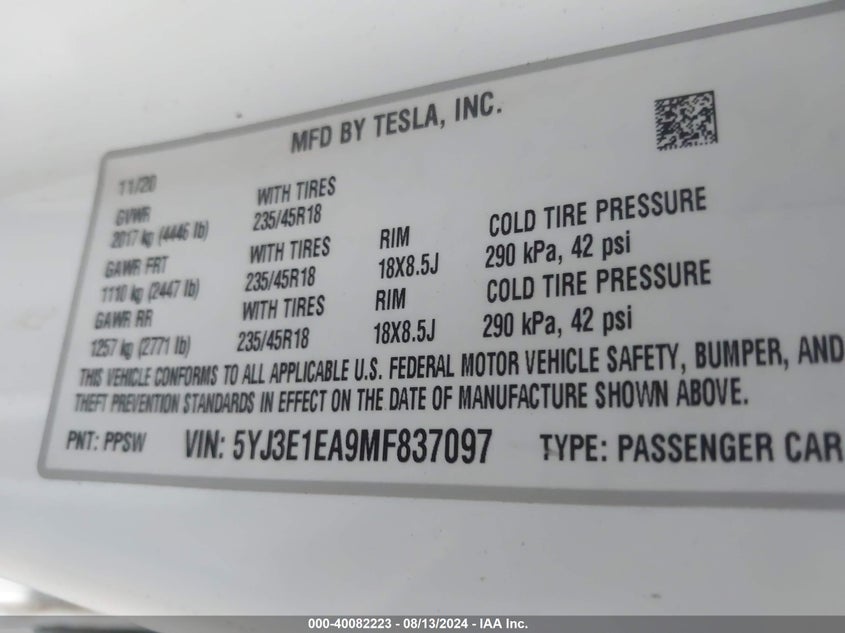 MFD BY TESLA, INC.
11/20
GVWR WITH TIRES
2017 kg (4446 lb) 235/45R18
GAWR FRT WITH TIRES RIM COLD TIRE PRESSURE
1110 kg (2447 lb) 235/45R18 18X8.5J 290 kPa, 42 psi
GAWR RR WITH TIRES RIM COLD TIRE PRESSURE
1257 kg (2771 lb) 235/45R18 18X8.5J 290 kPa, 42 psi
THIS VEHICLE CONFORMS TO ALL APPLICABLE U.S. FEDERAL MOTOR VEHICLE SAFETY, BUMPER, AND
THEFT PREVENTION STANDARDS IN EFFECT ON THE DATE OF MANUFACTURE SHOWN ABOVE.
PNT: PPSW VIN: 5YJ3E1EA9MF837097 TYPE: PASSENGER CAR
000-40082223 - 08/13/2024 - IAA Inc.